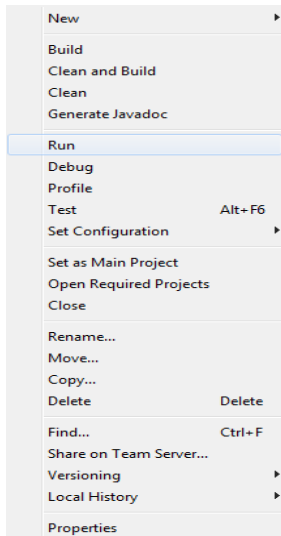 New
Build
Clean and Build
Clean
Generate Javadoc
Run
Debug
Profile
Test Alt+F6
Set Configuration
Set as Main Project
Open Required Projects
Close
Rename...
Move...
Copy...
Delete Delete
Find... Ctrl+F
Share on Team Server...
Versioning
Local History
Properties